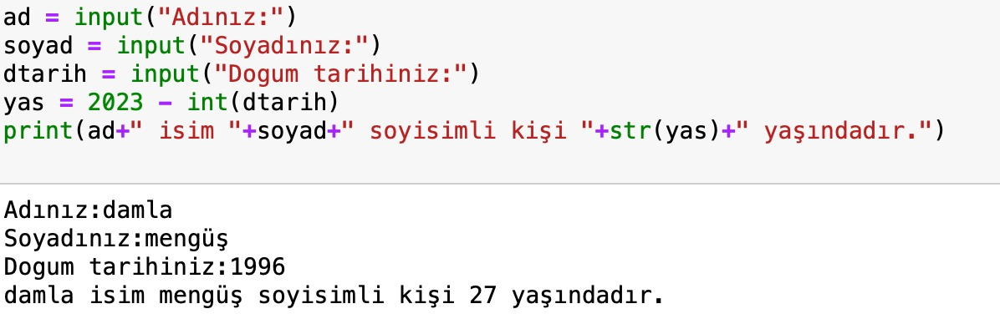 ad = input("Adınız:")
soyad = input("Soyadınız:")
dtarih = input("Dogum tarihiniz:")
yas = 2023 - int(dtarih)
print(ad+" isim "+soyad+" soyisimli kişi "+str(yas)+" yaşındadır.")
Adınız:damla
Soyadınız:mengüş
Dogum tarihiniz:1996
damla isim mengüş soyisimli kişi 27 yaşındadır.